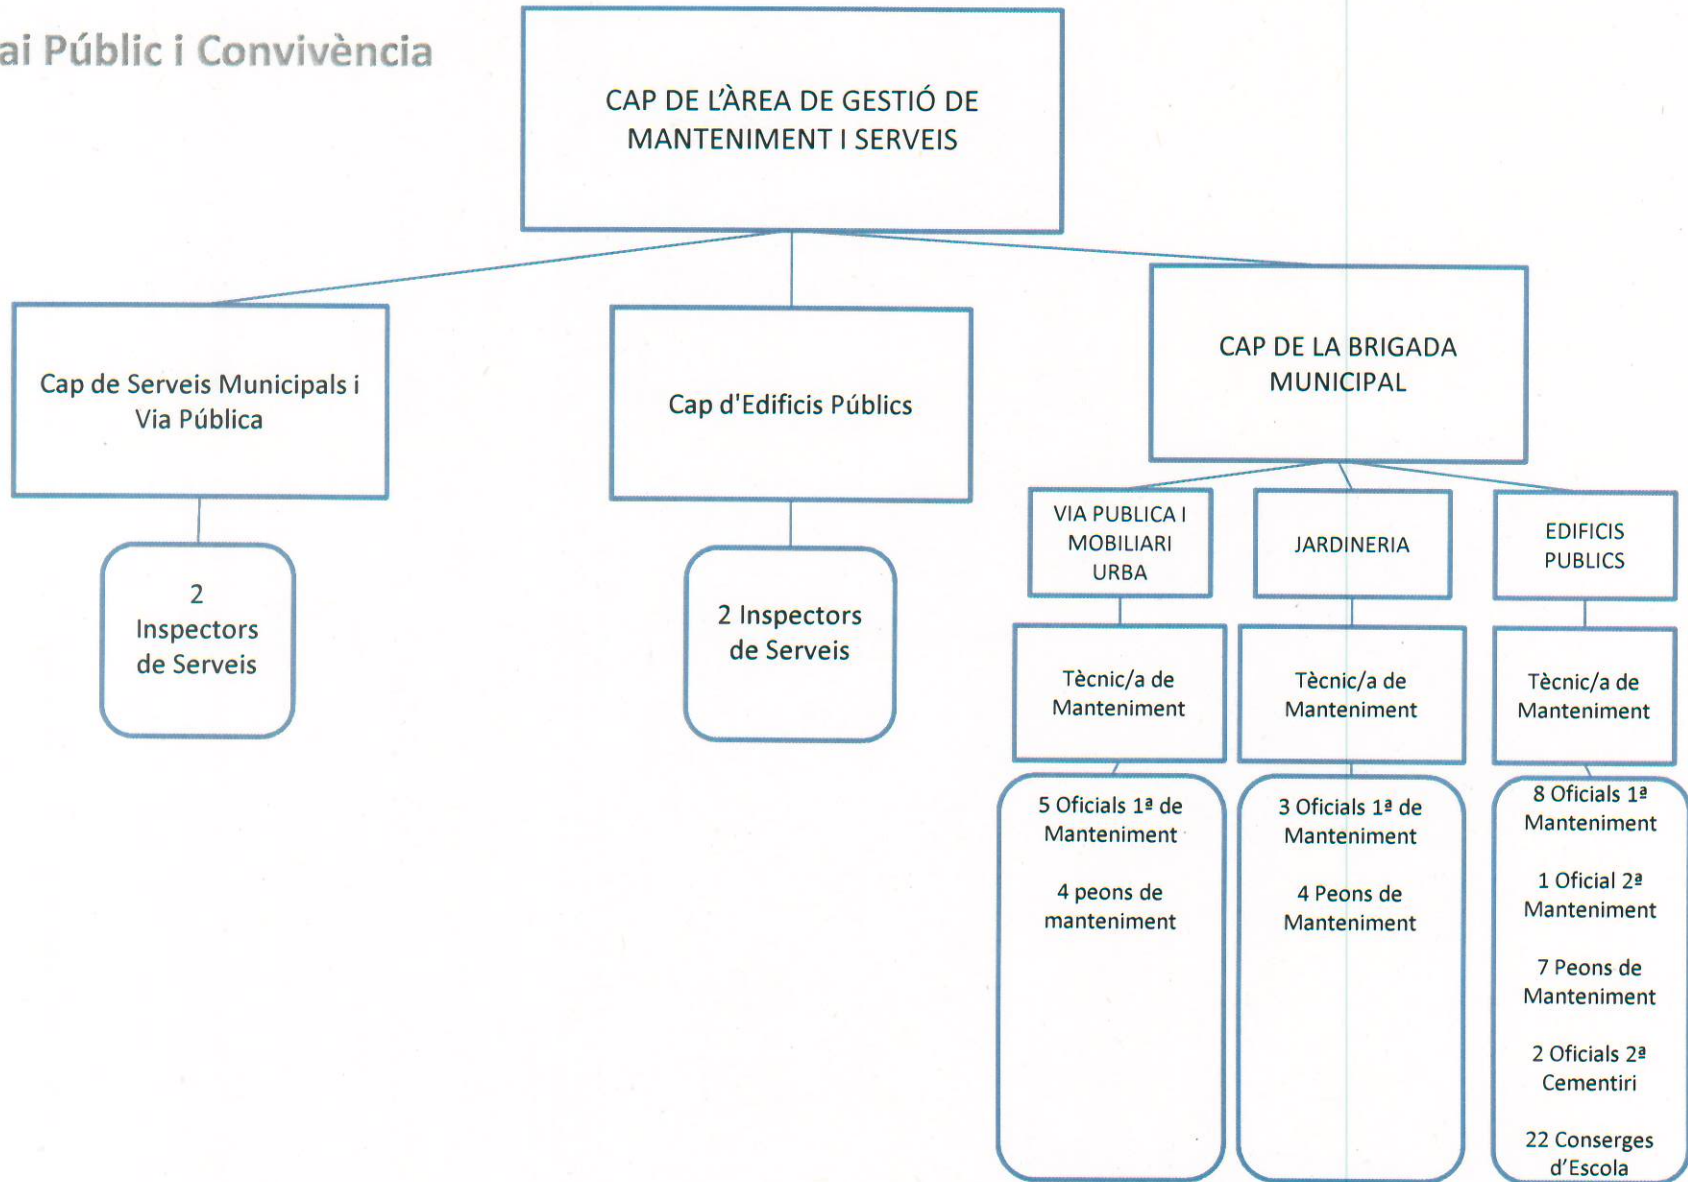 ai Públic i Convivència
CAP DE L'ÀREA DE GESTIÓ DE
MANTENIMENT I SERVEIS
Cap de Serveis Municipals i
Via Pública
Cap d'Edificis Públics
CAP DE LA BRIGADA
MUNICIPAL
2
Inspectors
de Serveis
2 Inspectors
de Serveis
VIA PUBLICA I
MOBILIARI
URBA
JARDINERIA
EDIFICIS
PUBLICS
Tècnic/a de
Manteniment
Tècnic/a de
Manteniment
Tècnic/a de
Manteniment
5 Oficials 1ª de
Manteniment
4 peons de
manteniment
3 Oficials 1ª de
Manteniment
4 Peons de
Manteniment
8 Oficials 1ª
Manteniment
1 Oficial 2ª
Manteniment
7 Peons de
Manteniment
2 Oficials 2ª
Cementiri
22 Conserges
d'Escola